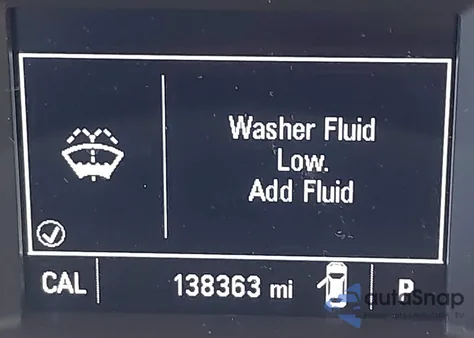 Washer Fluid
Low.
Add Fluid
CAL 138363 mi P
autoSnap